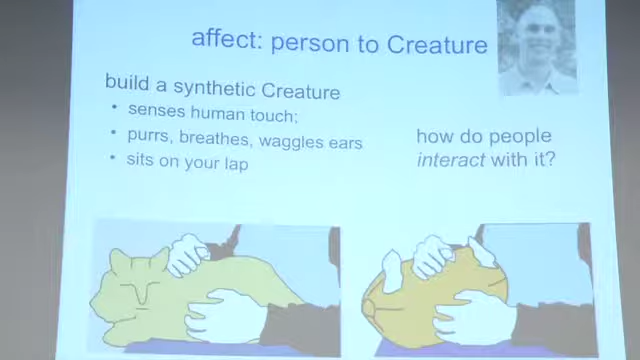 affect: person to Creature
build a synthetic Creature
• senses human touch;
• purrs, breathes, waggles ears
• sits on your lap
how do people
interact with it?